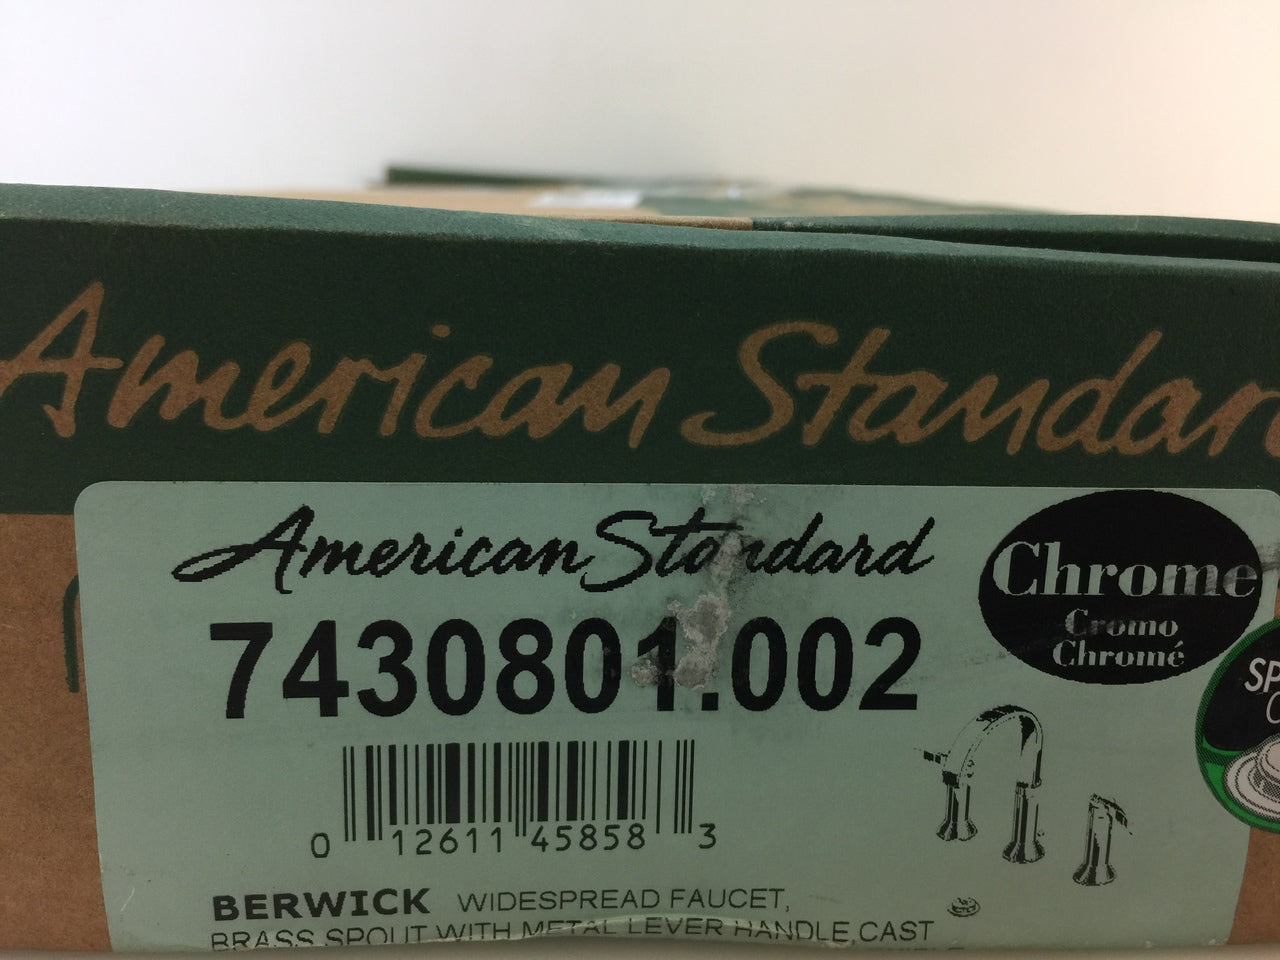 American Standar
American Standard
Chrome
Cromo
Chromé
7430801.002
SP
0 12611 45858 3
BERWICK WIDESPREAD FAUCET,
BRASS SPOUT WITH METAL LEVER HANDLE, CAST